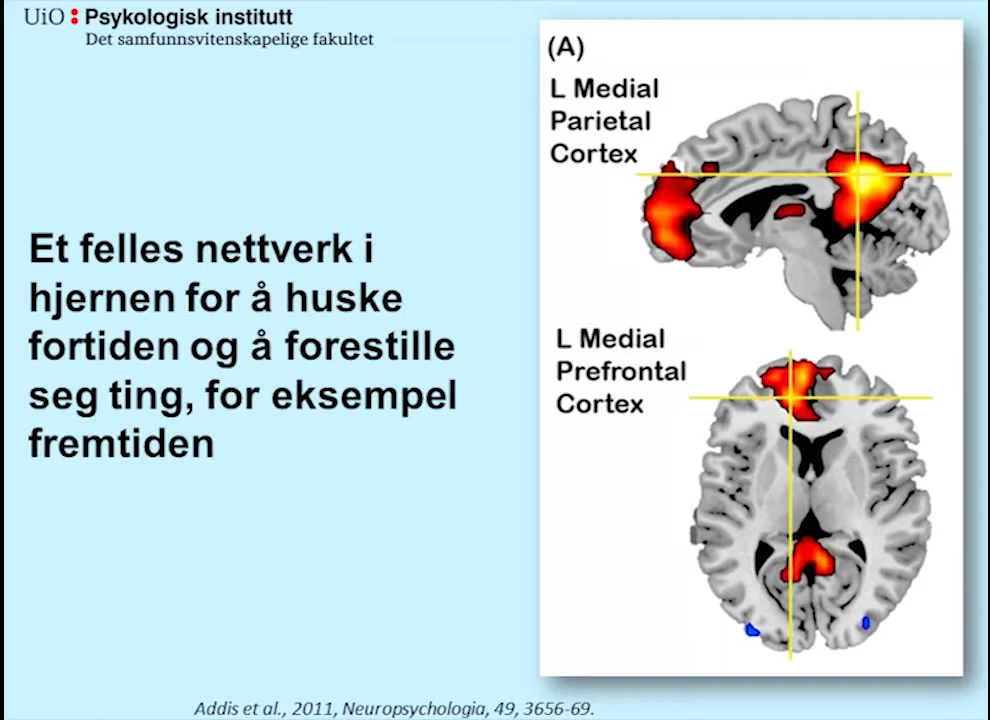 UiO : Psykologisk institutt
Det samfunnsvitenskapelige fakultet
Et felles nettverk i
hjernen for å huske
fortiden og å forestille
seg ting, for eksempel
fremtiden
(A)
L Medial
Parietal
Cortex
L Medial
Prefrontal
Cortex
Addis et al., 2011, Neuropsychologia, 49, 3656-69.